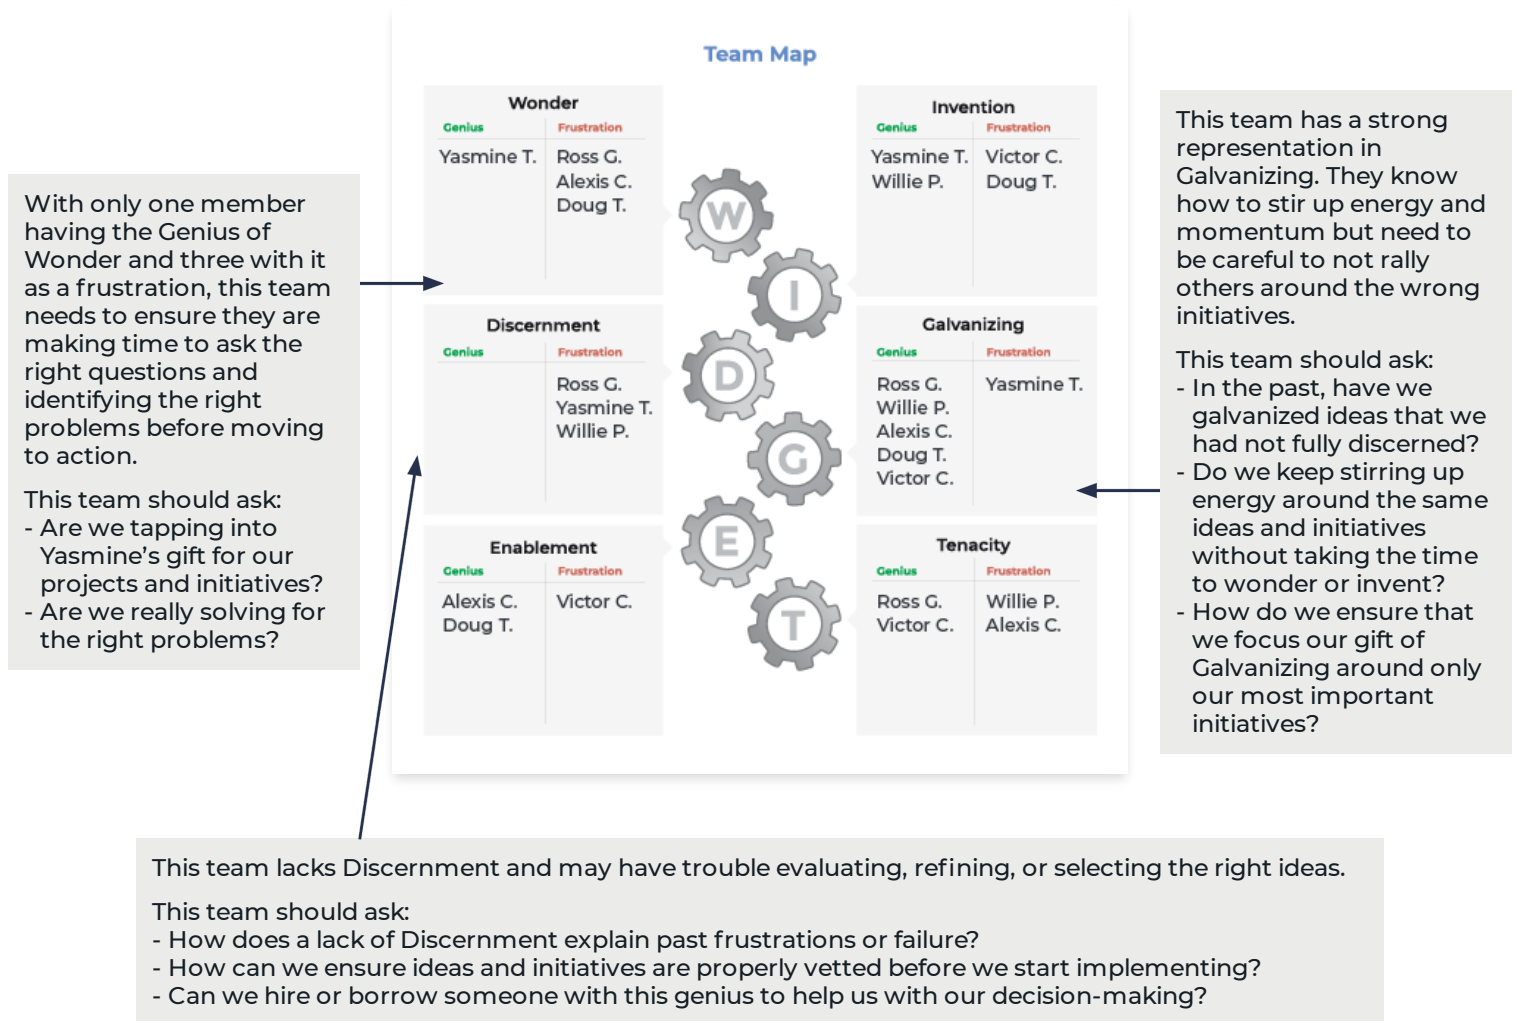 Team Map
Wonder
Genius Frustration
Yasmine T. Ross G.
Alexis C.
Doug T.
Invention
Genius Frustration
Yasmine T. Victor C.
Willie P. Doug T.
Discernment
Genius Frustration
Ross G.
Yasmine T.
Willie P.
Galvanizing
Genius Frustration
Ross G. Yasmine T.
Willie P.
Alexis C.
Doug T.
Victor C.
Enablement
Genius Frustration
Alexis C. Victor C.
Doug T.
Tenacity
Genius Frustration
Ross G. Willie P.
Victor C. Alexis C.
W
I
D
G
E
T
With only one member
having the Genius of
Wonder and three with it
as a frustration, this team
needs to ensure they are
making time to ask the
right questions and
identifying the right
problems before moving
to action.
This team should ask:
- Are we tapping into
Yasmine’s gift for our
projects and initiatives?
- Are we really solving for
the right problems?
This team has a strong
representation in
Galvanizing. They know
how to stir up energy and
momentum but need to
be careful to not rally
others around the wrong
initiatives.
This team should ask:
- In the past, have we
galvanized ideas that we
had not fully discerned?
- Do we keep stirring up
energy around the same
ideas and initiatives
without taking the time
to wonder or invent?
- How do we ensure that
we focus our gift of
Galvanizing around only
our most important
initiatives?
This team lacks Discernment and may have trouble evaluating, refining, or selecting the right ideas.
This team should ask:
- How does a lack of Discernment explain past frustrations or failure?
- How can we ensure ideas and initiatives are properly vetted before we start implementing?
- Can we hire or borrow someone with this genius to help us with our decision-making?